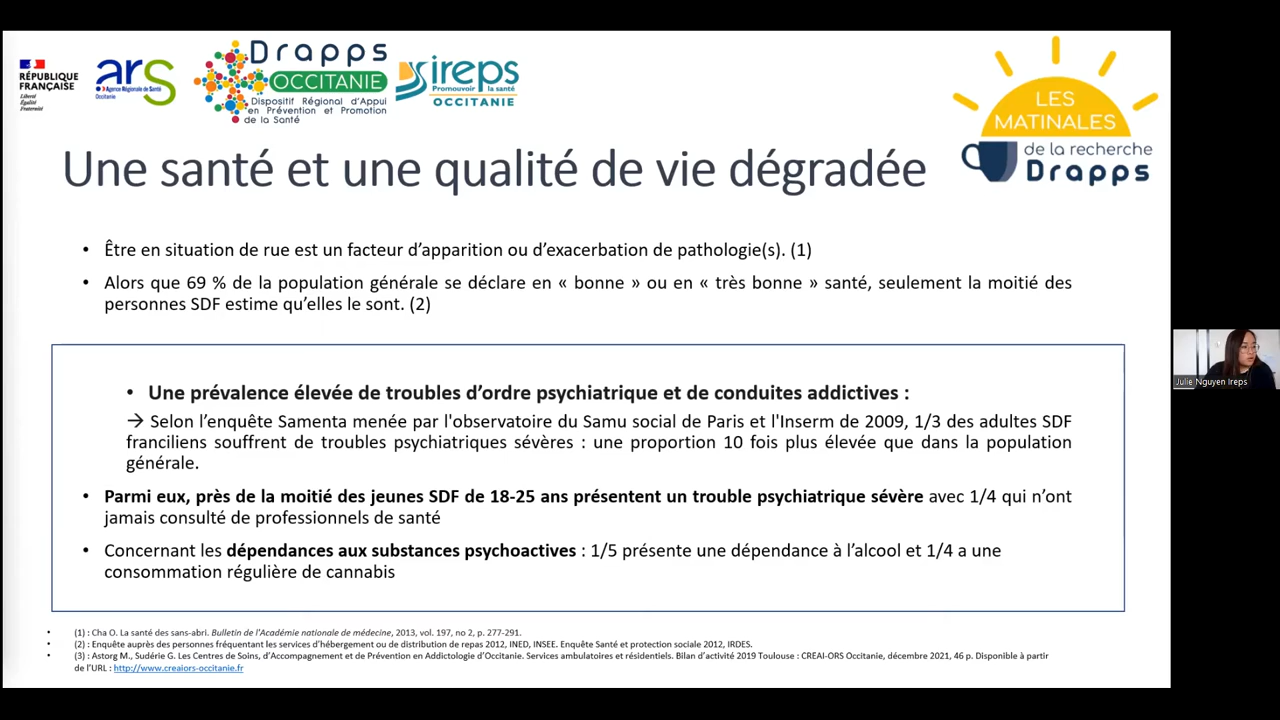 RÉPUBLIQUE
FRANÇAISE
Liberté
Égalité
Fraternité
ars
Agence Régionale de Santé
Occitanie
Drapps
OCCITANIE
Dispositif Régional d'Appui
en Prévention et Promotion
de la Santé
ireps
Promouvoir la santé
OCCITANIE
LES
MATINALES
de la recherche
Drapps
Une santé et une qualité de vie dégradée
• Être en situation de rue est un facteur d'apparition ou d'exacerbation de pathologie(s). (1)
• Alors que 69 % de la population générale se déclare en « bonne » ou en « très bonne » santé, seulement la moitié des
personnes SDF estime qu'elles le sont. (2)
• Une prévalence élevée de troubles d'ordre psychiatrique et de conduites addictives :
→ Selon l'enquête Samenta menée par l'observatoire du Samu social de Paris et l'Inserm de 2009, 1/3 des adultes SDF
franciliens souffrent de troubles psychiatriques sévères : une proportion 10 fois plus élevée que dans la population
générale.
• Parmi eux, près de la moitié des jeunes SDF de 18-25 ans présentent un trouble psychiatrique sévère avec 1/4 qui n'ont
jamais consulté de professionnels de santé
• Concernant les dépendances aux substances psychoactives : 1/5 présente une dépendance à l'alcool et 1/4 a une
consommation régulière de cannabis
• (1) : Cha O. La santé des sans-abri. Bulletin de l'Académie nationale de médecine, 2013, vol. 197, no 2, p. 277-291.
• (2) : Enquête auprès des personnes fréquentant les services d'hébergement ou de distribution de repas 2012, INED, INSEE. Enquête Santé et protection sociale 2012, IRDES.
• (3) : Astorg M., Sudérie G. Les Centres de Soins, d'Accompagnement et de Prévention en Addictologie d'Occitanie. Services ambulatoires et résidentiels. Bilan d'activité 2019 Toulouse : CREAI-ORS Occitanie, décembre 2021, 46 p. Disponible à partir
de l'URL : http://www.creaiors-occitanie.fr
Julie Nguyen Ireps